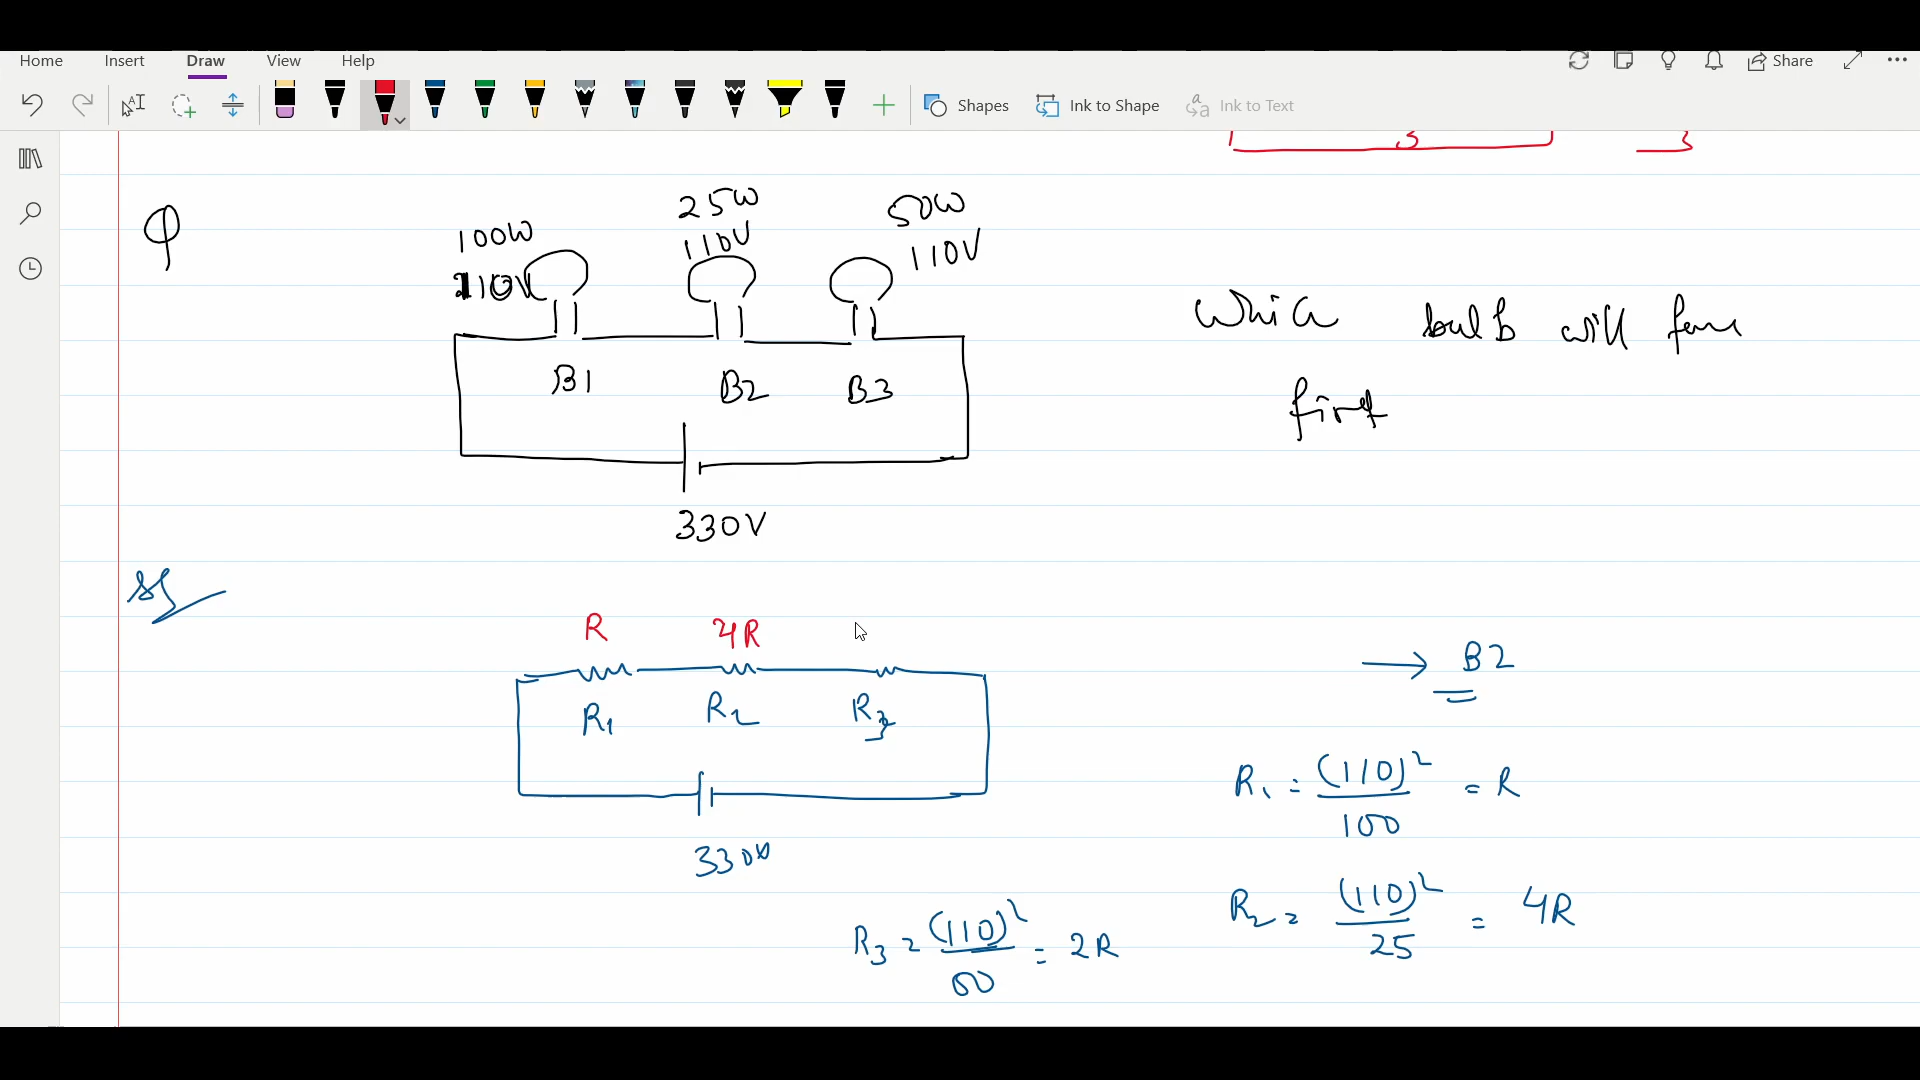 Home Insert Draw View Help Share
Shapes Ink to Shape Ink to Text
3 3
Q
100W 25W 50W
110V 110V 110V
B1 B2 B3
which bulb will fuse
first
330V
R 4R
R1 R2 R3
330V
→ B2
R1 = (110)² / 100 = R
R2 = (110)² / 25 = 4R
R3 = (110)² / 50 = 2R